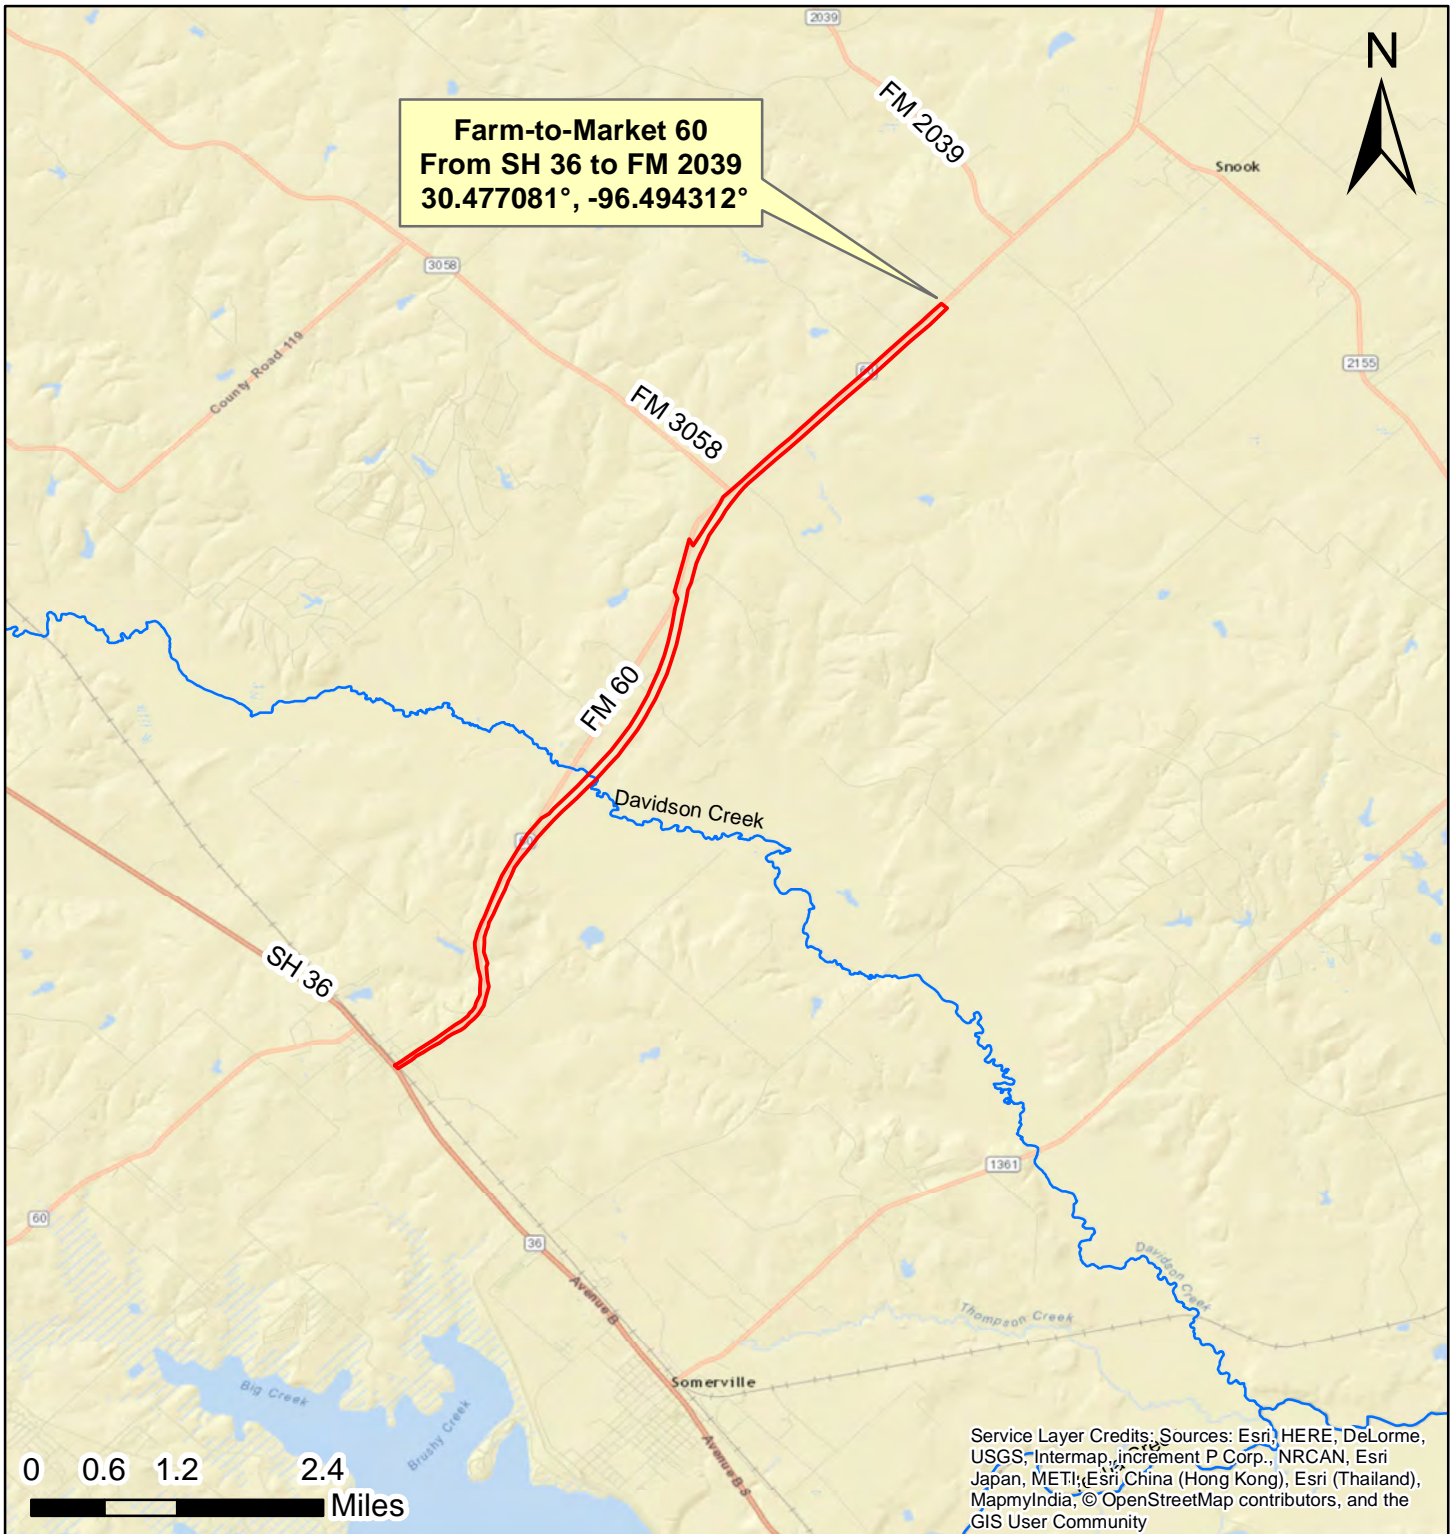 2039
N
FM 2039
Farm-to-Market 60
From SH 36 to FM 2039
30.477081°, -96.494312°
Snook
3058
County Road 119
2155
FM 3058
FM 60
Davidson Creek
SH 36
1361
60
36
Avenue B
Davidson Creek
Thompson Creek
Somerville
Big Creek
Brushy Creek
Avenue B S
0 0.6 1.2 2.4
Miles
Service Layer Credits: Sources: Esri, HERE, DeLorme,
USGS, Intermap, increment P Corp., NRCAN, Esri
Japan, METI, Esri China (Hong Kong), Esri (Thailand),
MapmyIndia, © OpenStreetMap contributors, and the
GIS User Community